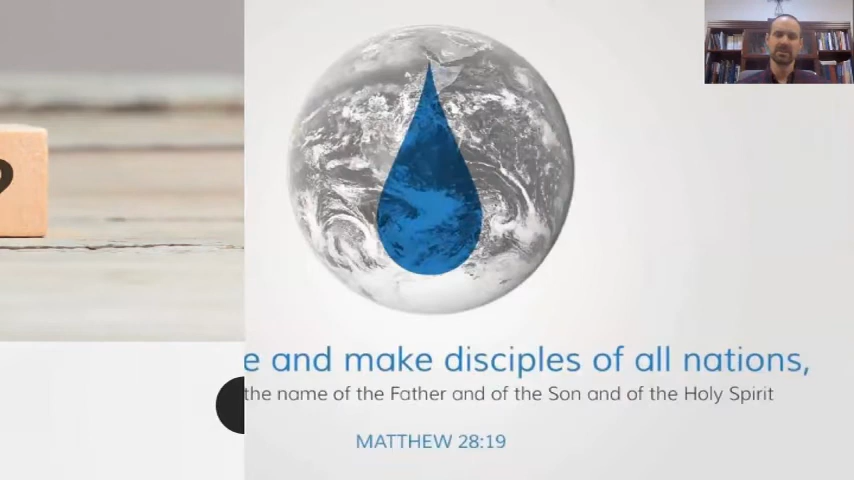 e and make disciples of all nations,
the name of the Father and of the Son and of the Holy Spirit
MATTHEW 28:19